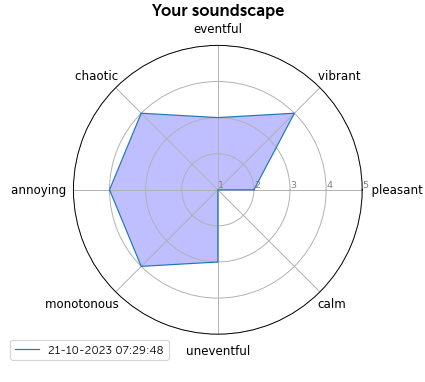 Your soundscape
eventful
chaotic
vibrant
annoying
1 2 3 4 5
pleasant
monotonous
calm
uneventful
21-10-2023 07:29:48